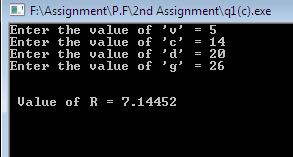 F:\Assignment\P.F\2nd Assignment\q1(c).exe
Enter the value of 'v' = 5
Enter the value of 'c' = 14
Enter the value of 'd' = 20
Enter the value of 'g' = 26
Value of R = 7.14452